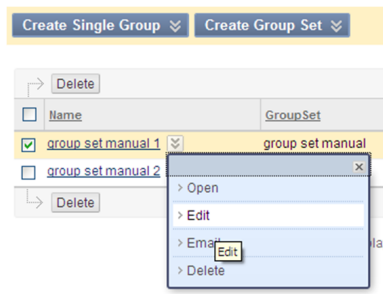 Create Single Group Create Group Set
Delete
Name GroupSet
group set manual 1 group set manual
group set manual 2
Delete
> Open
> Edit
> Email
Edit
> Delete